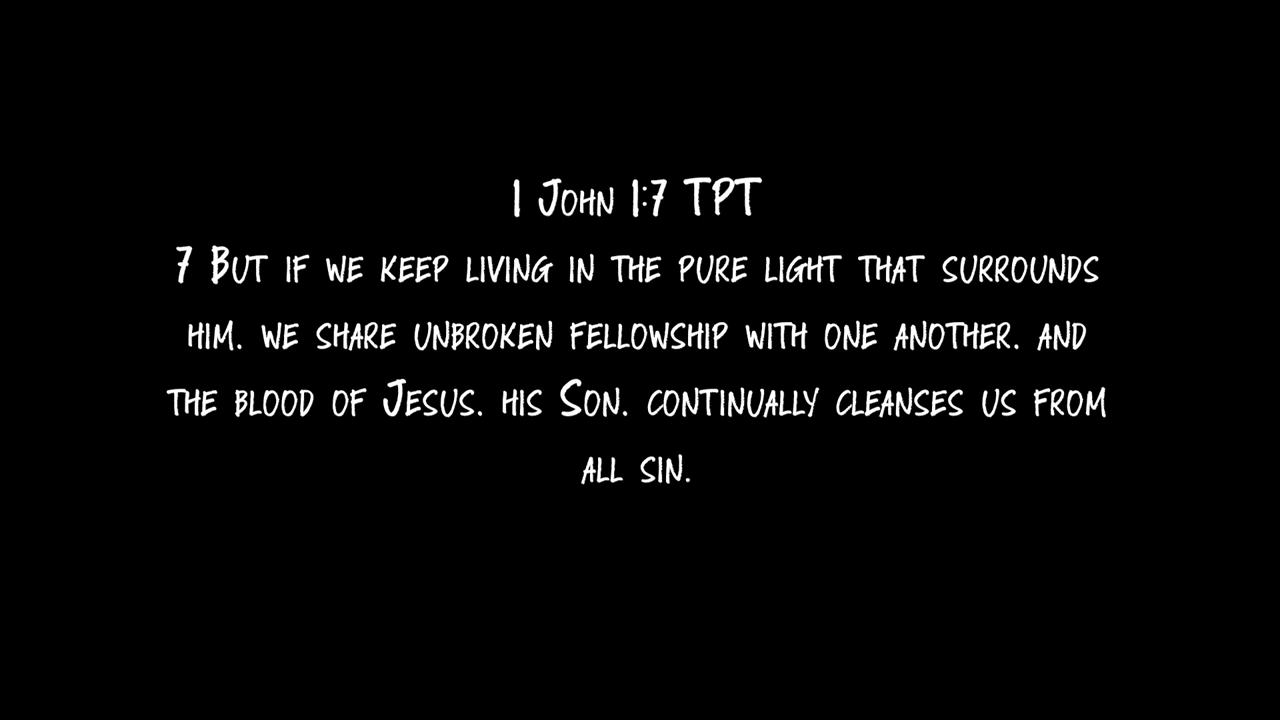 1 John 1:7 TPT
7 But if we keep living in the pure light that surrounds
him. we share unbroken fellowship with one another. and
the blood of Jesus. his Son. continually cleanses us from
all sin.